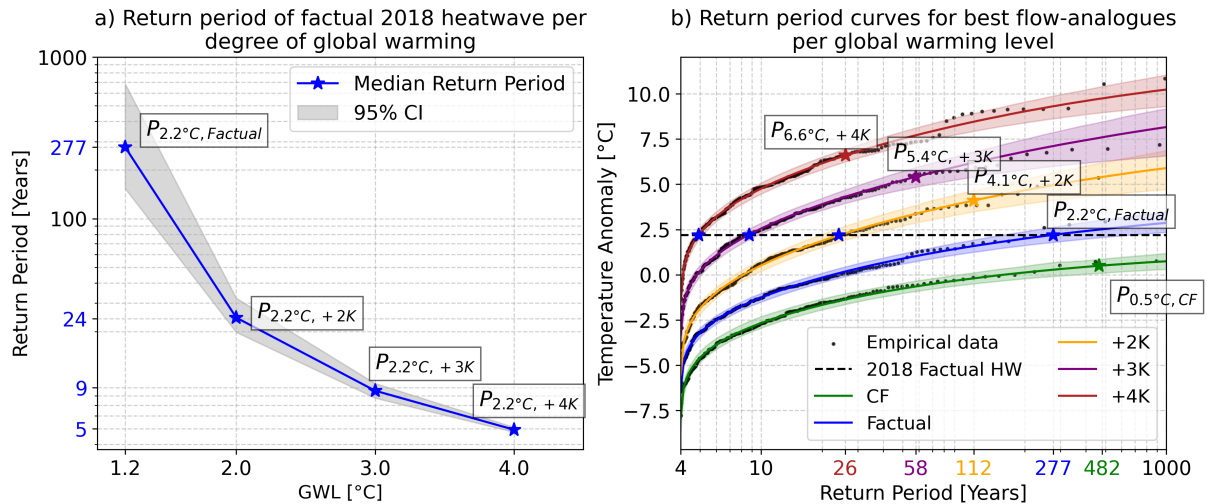 a) Return period of factual 2018 heatwave per
degree of global warming
1000
277
100
24
9
5
Return Period [Years]
Median Return Period
95% CI
P2.2°C, Factual
P2.2°C, +2K
P2.2°C, +3K
P2.2°C, +4K
1.2
2.0
3.0
4.0
GWL [°C]
b) Return period curves for best flow-analogues
per global warming level
10.0
7.5
5.0
2.5
0.0
−2.5
−5.0
−7.5
Temperature Anomaly [°C]
P6.6°C, +4K
P5.4°C, +3K
P4.1°C, +2K
P2.2°C, Factual
P0.5°C, CF
Empirical data
2018 Factual HW
CF
Factual
+2K
+3K
+4K
4
10
26
58
112
277
482
1000
Return Period [Years]